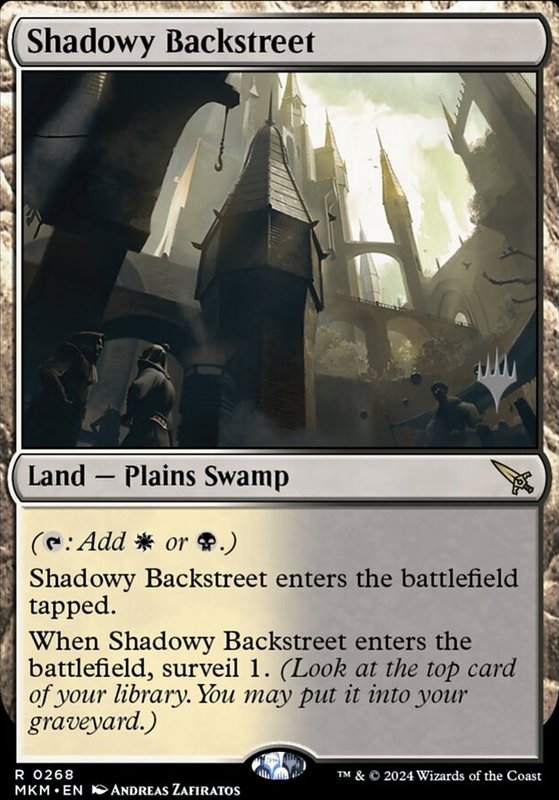 Shadowy Backstreet
Land — Plains Swamp
(: Add or .)
Shadowy Backstreet enters the battlefield
tapped.
When Shadowy Backstreet enters the
battlefield, surveil 1. (Look at the top card
of your library. You may put it into your
graveyard.)
R 0268
MKM • EN Andreas Zafiratos
™ & © 2024 Wizards of the Coast